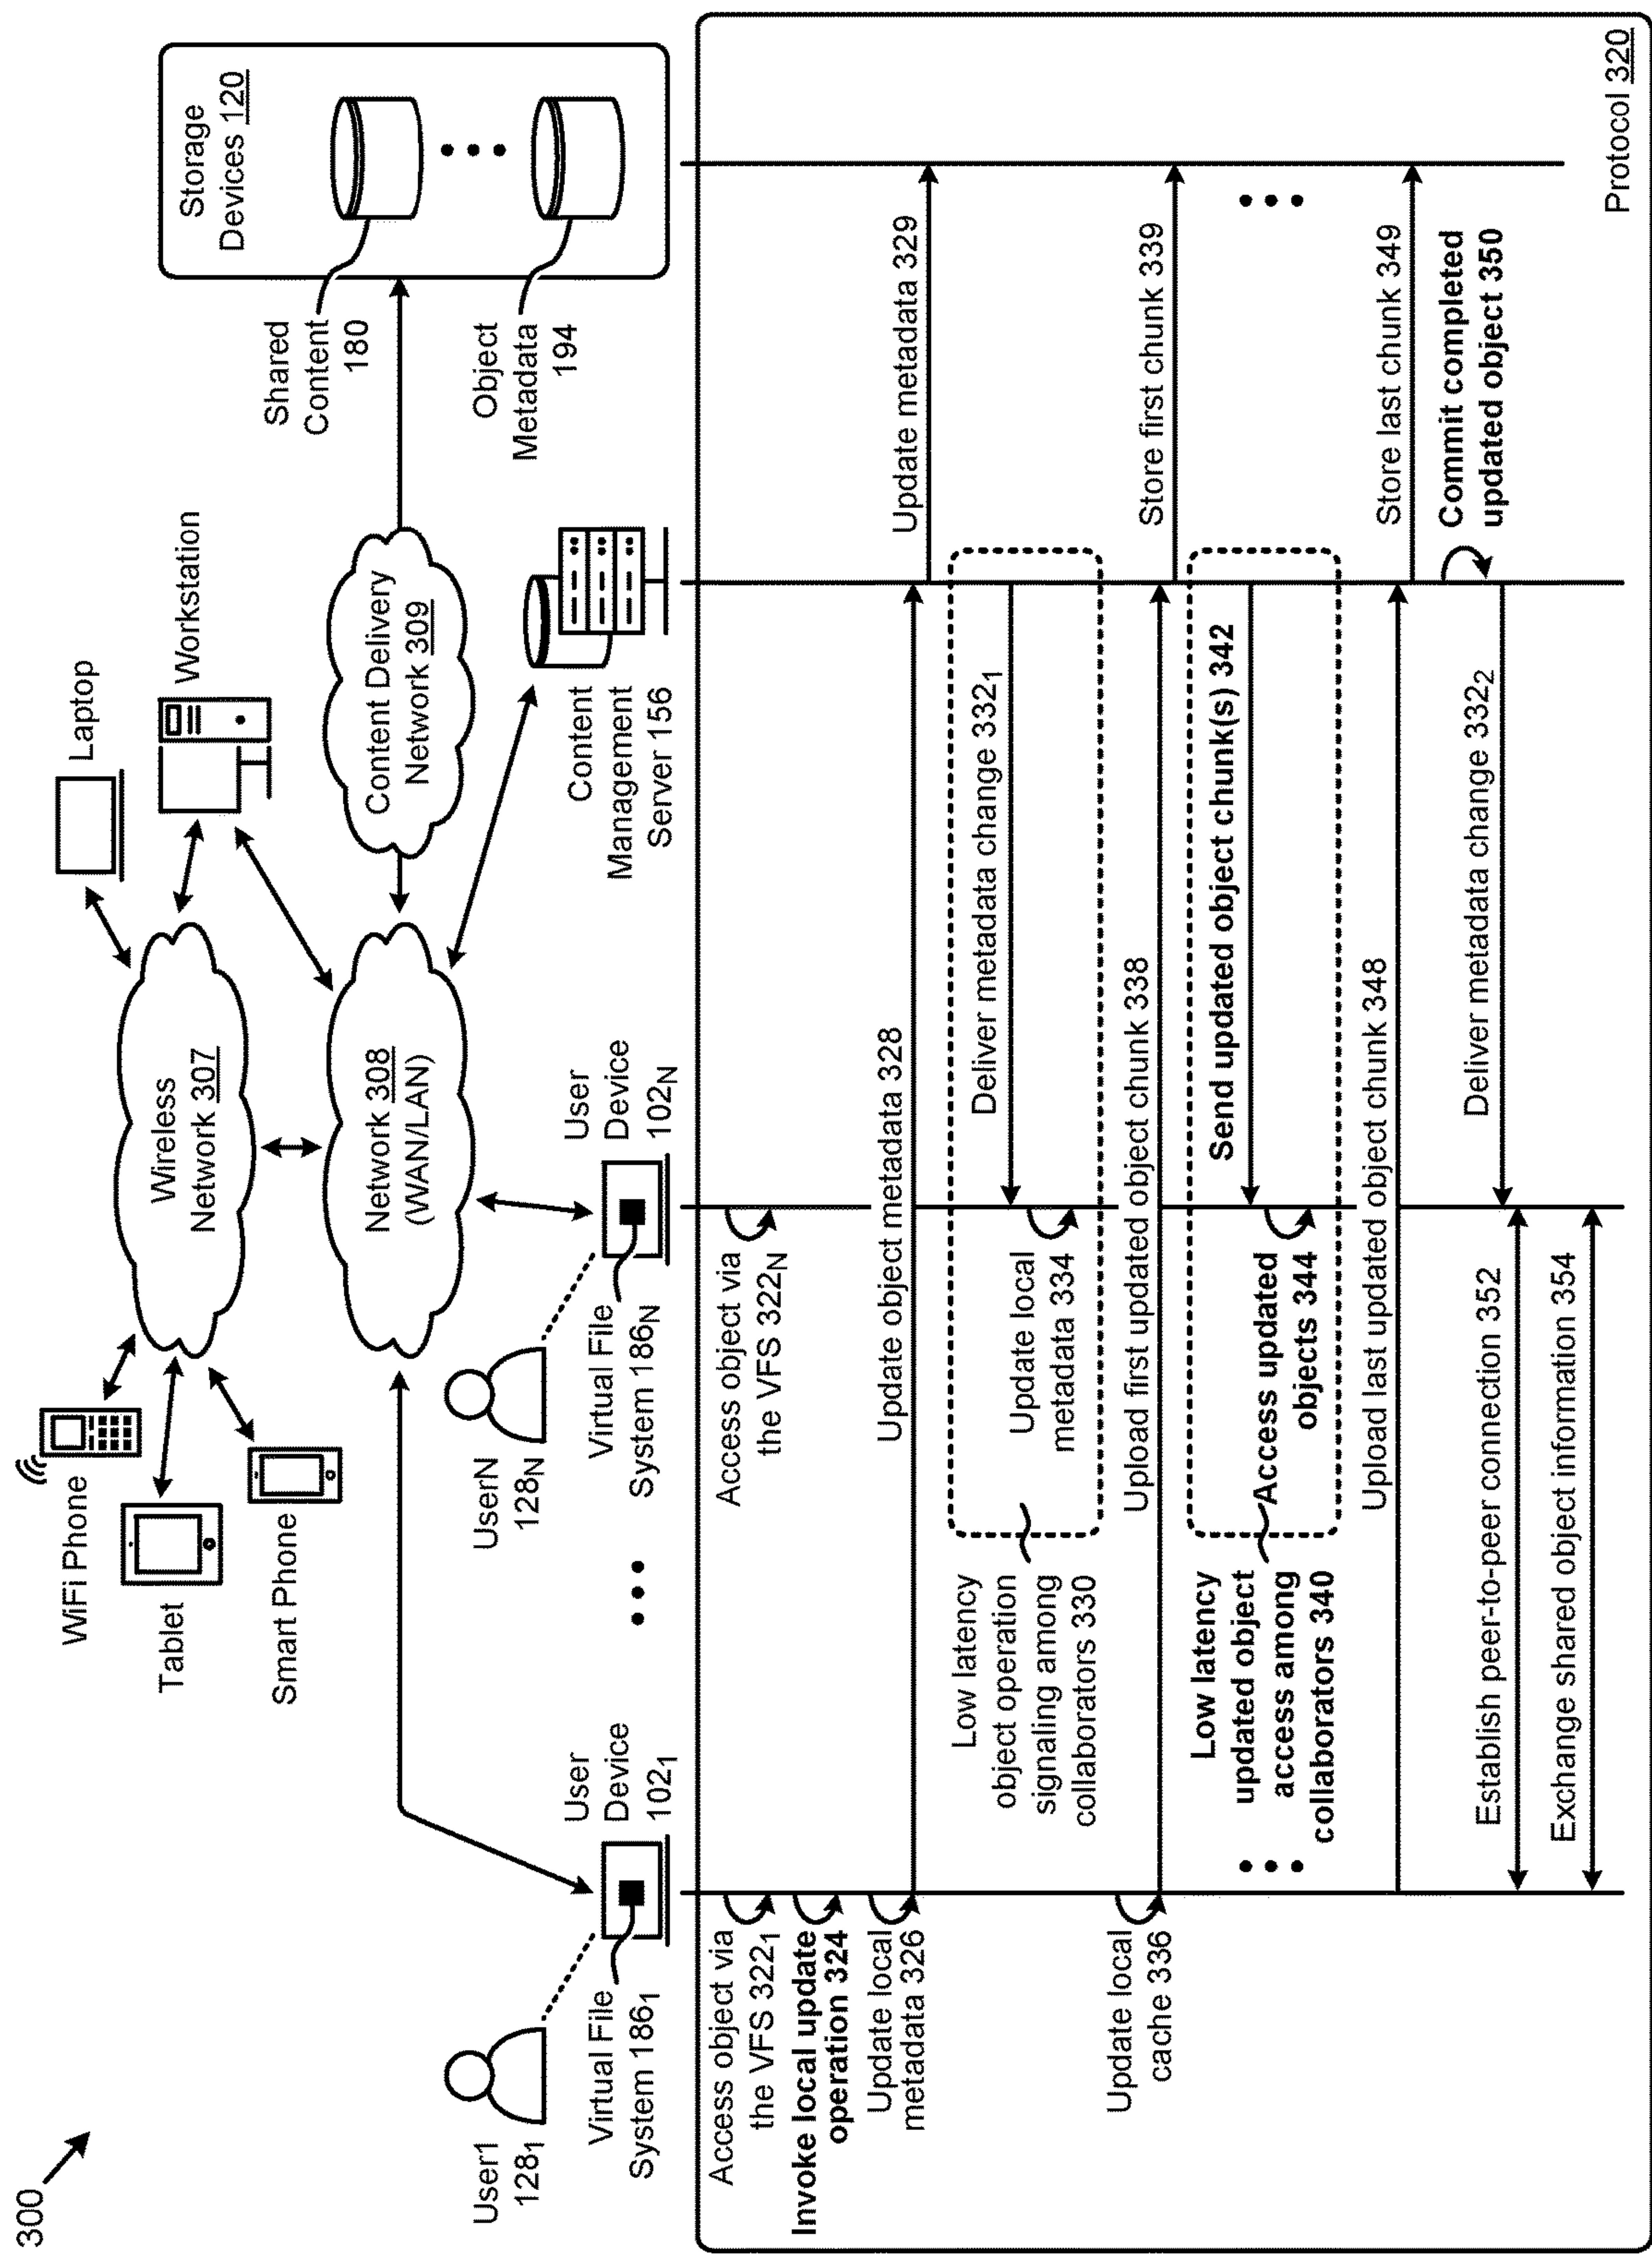 300
WiFi Phone
Tablet
Smart Phone
Wireless
Network 307
Laptop
Workstation
Network 308
(WAN/LAN)
Content Delivery
Network 309
Storage
Devices 120
Shared
Content
180
Object
Metadata
194
User1
128₁
Virtual File
System 186₁
User
Device
102₁
UserN
128N
Virtual File
System 186N
User
Device
102N
Content
Management
Server 156
Access object via
the VFS 322₁
Access object via
the VFS 322N
Invoke local update
operation 324
Update local
metadata 326
Update object metadata 328
Update metadata 329
Low latency
object operation
signaling among
collaborators 330
Deliver metadata change 332₁
Update local
metadata 334
Update local
cache 336
Upload first updated object chunk 338
Store first chunk 339
Low latency
updated object
access among
collaborators 340
Send updated object chunk(s) 342
Access updated
objects 344
Upload last updated object chunk 348
Store last chunk 349
Commit completed
updated object 350
Deliver metadata change 332₂
Establish peer-to-peer connection 352
Exchange shared object information 354
Protocol 320